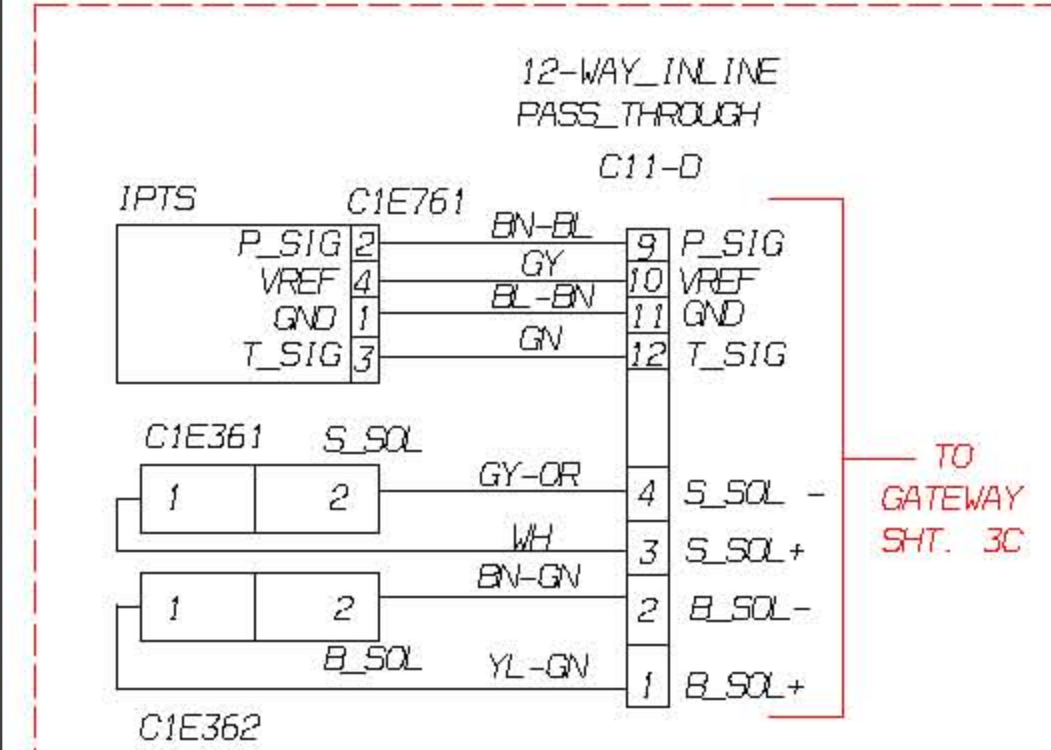 12-WAY_INLINE
PASS_THROUGH
C11-D
IPTS
C1E761
P_SIG 2 BN-BL 9 P_SIG
VREF 4 GY 10 VREF
GND 1 BL-BN 11 GND
T_SIG 3 GN 12 T_SIG
C1E361 S_SOL
1 2 GY-OR 4 S_SOL -
WH 3 S_SOL+
1 2 BN-GN 2 B_SOL-
B_SOL YL-GN 1 B_SOL+
C1E362
TO
GATEWAY
SHT. 3C